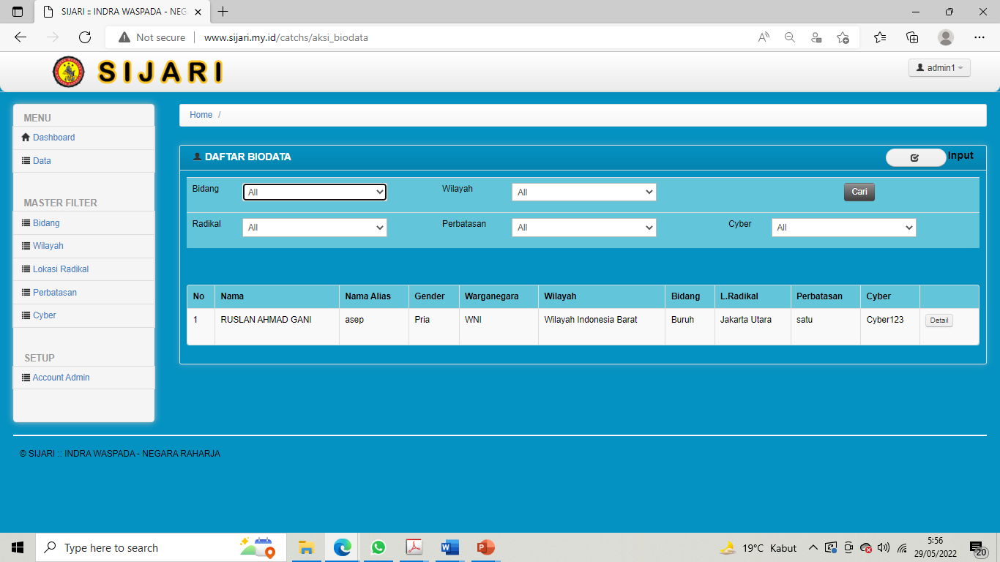 SIJARI :: INDRA WASPADA - NEG
Not secure | www.sijari.my.id/catchs/aksi_biodata
SIJARI
admin1
MENU
Dashboard
Data
MASTER FILTER
Bidang
Wilayah
Lokasi Radikal
Perbatasan
Cyber
SETUP
Account Admin
Home /
DAFTAR BIODATA
Input
Bidang All Wilayah All Cari
Radikal All Perbatasan All Cyber All
No Nama Nama Alias Gender Warganegara Wilayah Bidang L.Radikal Perbatasan Cyber
1 RUSLAN AHMAD GANI asep Pria WNI Wilayah Indonesia Barat Buruh Jakarta Utara satu Cyber123 Detail
© SIJARI :: INDRA WASPADA - NEGARA RAHARJA
Type here to search
19°C Kabut
5:56
29/05/2022
20